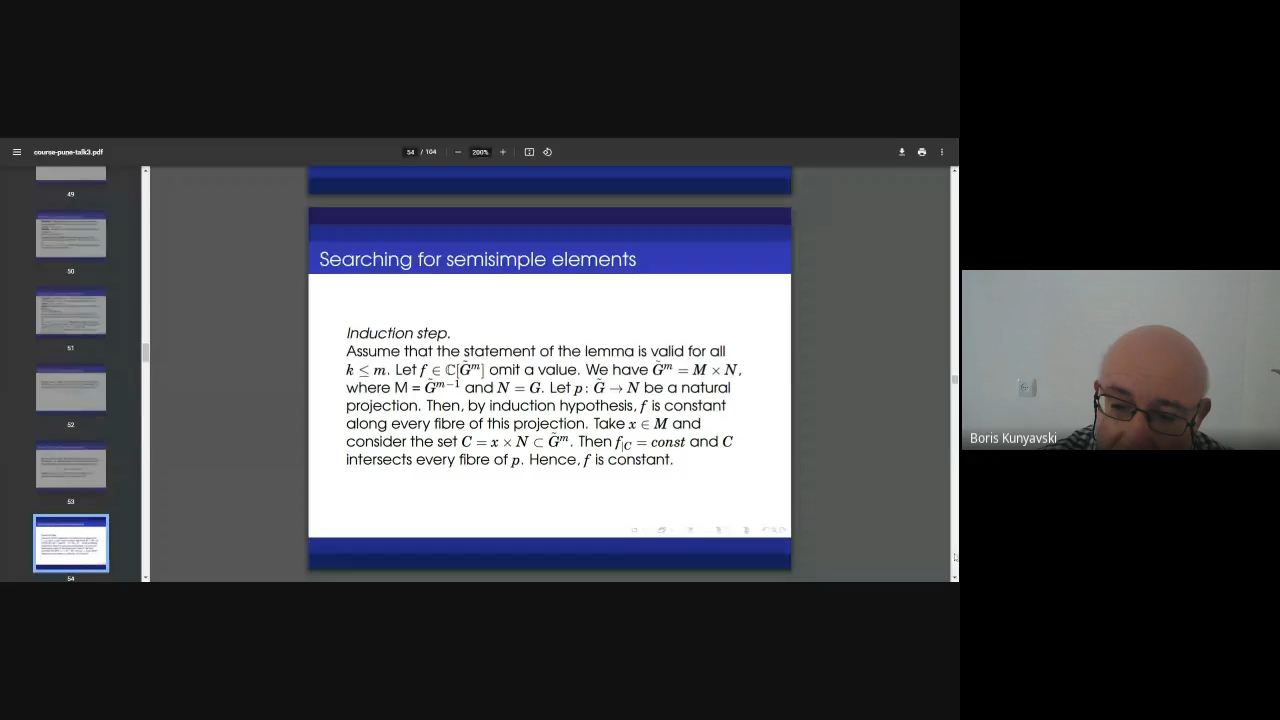 course-pune-talk3.pdf
54 / 104
200%
49
50
51
52
53
54
Searching for semisimple elements
Induction step.
Assume that the statement of the lemma is valid for all
k ≤ m. Let f ∈ ℂ[G̃ᵐ] omit a value. We have G̃ᵐ = M × N,
where M = G̃ᵐ⁻¹ and N = G. Let p: G̃ → N be a natural
projection. Then, by induction hypothesis, f is constant
along every fibre of this projection. Take x ∈ M and
consider the set C = x × N ⊂ G̃ᵐ. Then f|C = const and C
intersects every fibre of p. Hence, f is constant.
Boris Kunyavski